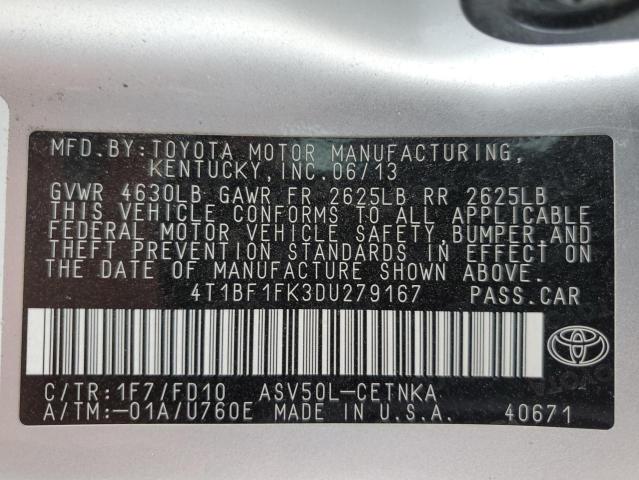 MFD.BY:TOYOTA MOTOR MANUFACTURING,
KENTUCKY,INC.06/13
GVWR 4630LB GAWR FR 2625LB RR 2625LB
THIS VEHICLE CONFORMS TO ALL APPLICABLE
FEDERAL MOTOR VEHICLE SAFETY,BUMPER,AND
THEFT PREVENTION STANDARDS IN EFFECT ON
THE DATE OF MANUFACTURE SHOWN ABOVE.
4T1BF1FK3DU279167 PASS.CAR
C/TR:1F7/FD10 ASV50L-CETNKA
A/TM:-01A/U760E MADE IN U.S.A. 40671